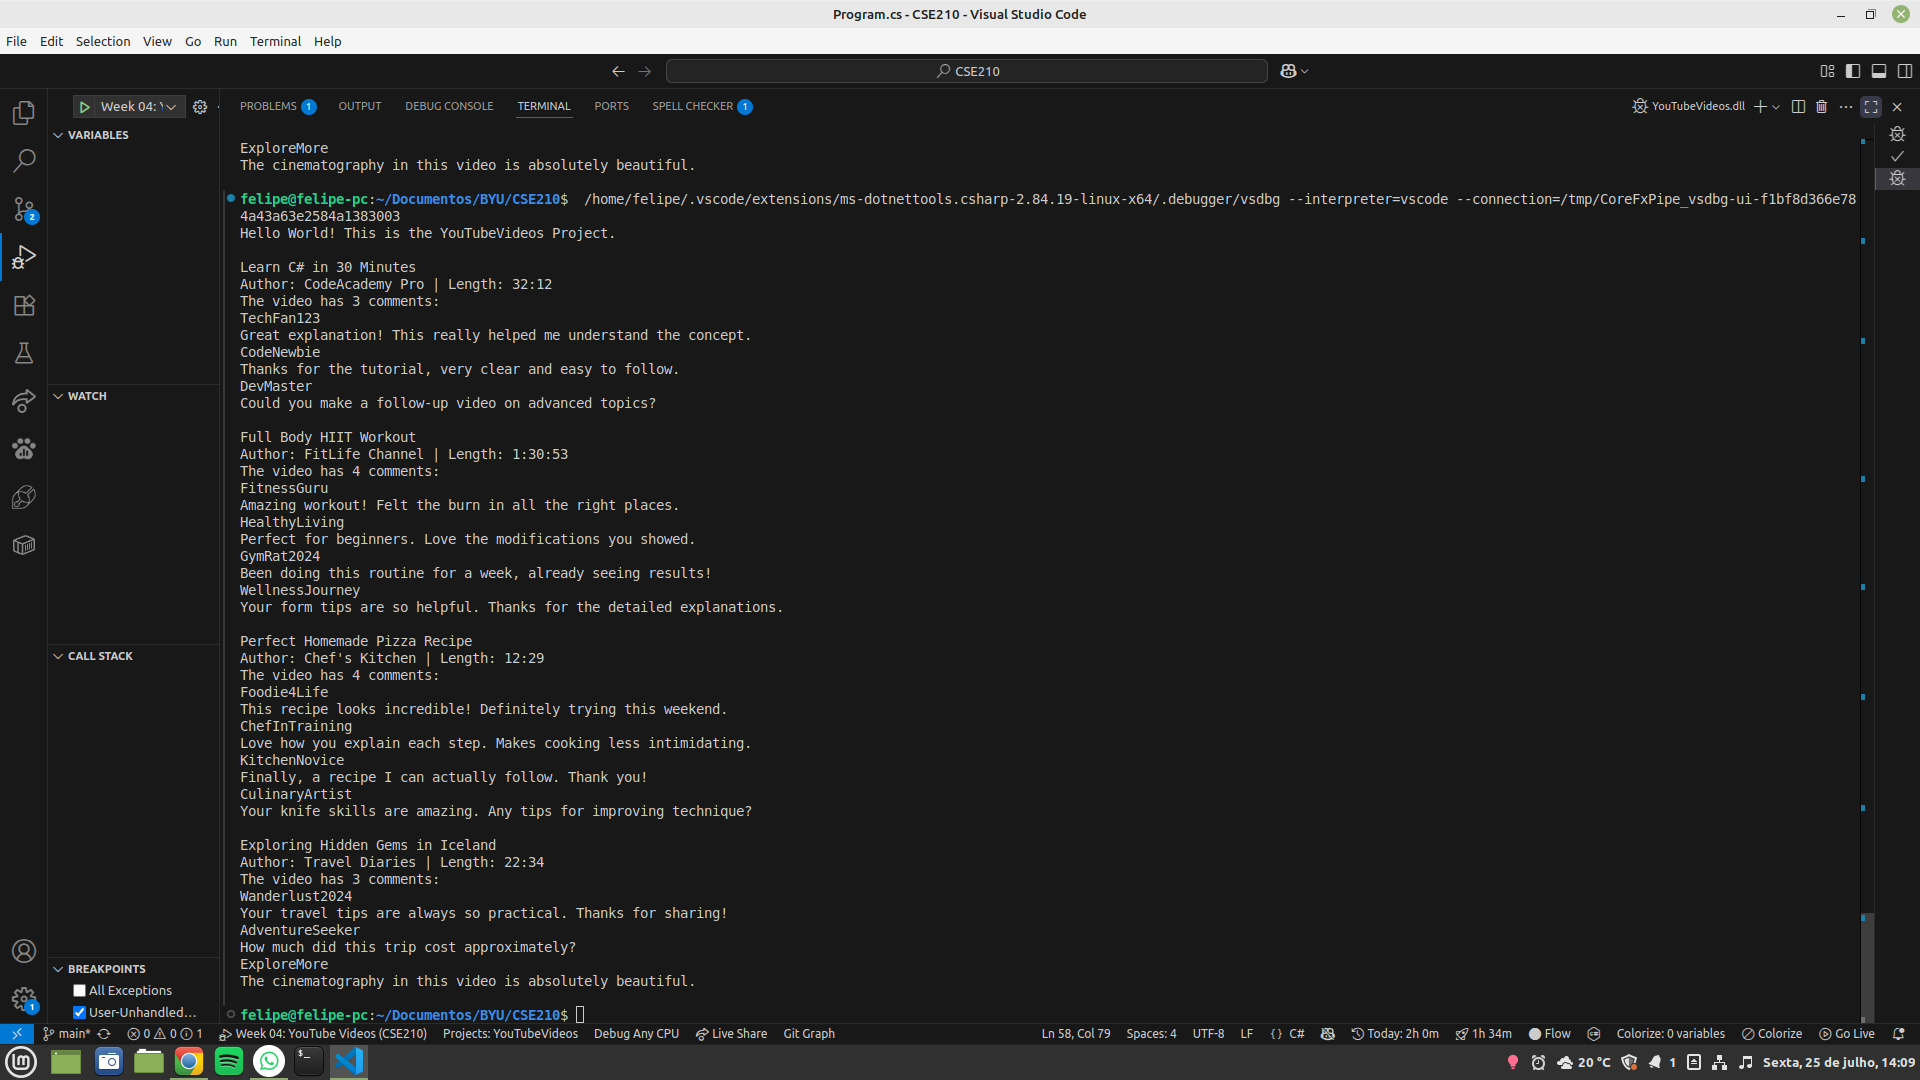 Program.cs - CSE210 - Visual Studio Code
File Edit Selection View Go Run Terminal Help
CSE210
Week 04:
PROBLEMS 1 OUTPUT DEBUG CONSOLE TERMINAL PORTS SPELL CHECKER 1
YouTubeVideos.dll
VARIABLES
WATCH
CALL STACK
BREAKPOINTS
All Exceptions
User-Unhandled...
2
1
ExploreMore
The cinematography in this video is absolutely beautiful.
felipe@felipe-pc:~/Documentos/BYU/CSE210$ /home/felipe/.vscode/extensions/ms-dotnettools.csharp-2.84.19-linux-x64/.debugger/vsdbg --interpreter=vscode --connection=/tmp/CoreFxPipe_vsdbg-ui-f1bf8d366e78
4a43a63e2584a1383003
Hello World! This is the YouTubeVideos Project.
Learn C# in 30 Minutes
Author: CodeAcademy Pro | Length: 32:12
The video has 3 comments:
TechFan123
Great explanation! This really helped me understand the concept.
CodeNewbie
Thanks for the tutorial, very clear and easy to follow.
DevMaster
Could you make a follow-up video on advanced topics?
Full Body HIIT Workout
Author: FitLife Channel | Length: 1:30:53
The video has 4 comments:
FitnessGuru
Amazing workout! Felt the burn in all the right places.
HealthyLiving
Perfect for beginners. Love the modifications you showed.
GymRat2024
Been doing this routine for a week, already seeing results!
WellnessJourney
Your form tips are so helpful. Thanks for the detailed explanations.
Perfect Homemade Pizza Recipe
Author: Chef's Kitchen | Length: 12:29
The video has 4 comments:
Foodie4Life
This recipe looks incredible! Definitely trying this weekend.
ChefInTraining
Love how you explain each step. Makes cooking less intimidating.
KitchenNovice
Finally, a recipe I can actually follow. Thank you!
CulinaryArtist
Your knife skills are amazing. Any tips for improving technique?
Exploring Hidden Gems in Iceland
Author: Travel Diaries | Length: 22:34
The video has 3 comments:
Wanderlust2024
Your travel tips are always so practical. Thanks for sharing!
AdventureSeeker
How much did this trip cost approximately?
ExploreMore
The cinematography in this video is absolutely beautiful.
felipe@felipe-pc:~/Documentos/BYU/CSE210$
main* 0 0 1 Week 04: YouTube Videos (CSE210) Projects: YouTubeVideos Debug Any CPU Live Share Git Graph Ln 58, Col 79 Spaces: 4 UTF-8 LF {} C# Today: 2h 0m 1h 34m Flow Colorize: 0 variables Colorize Go Live
20 °C 1 Sexta, 25 de julho, 14:09